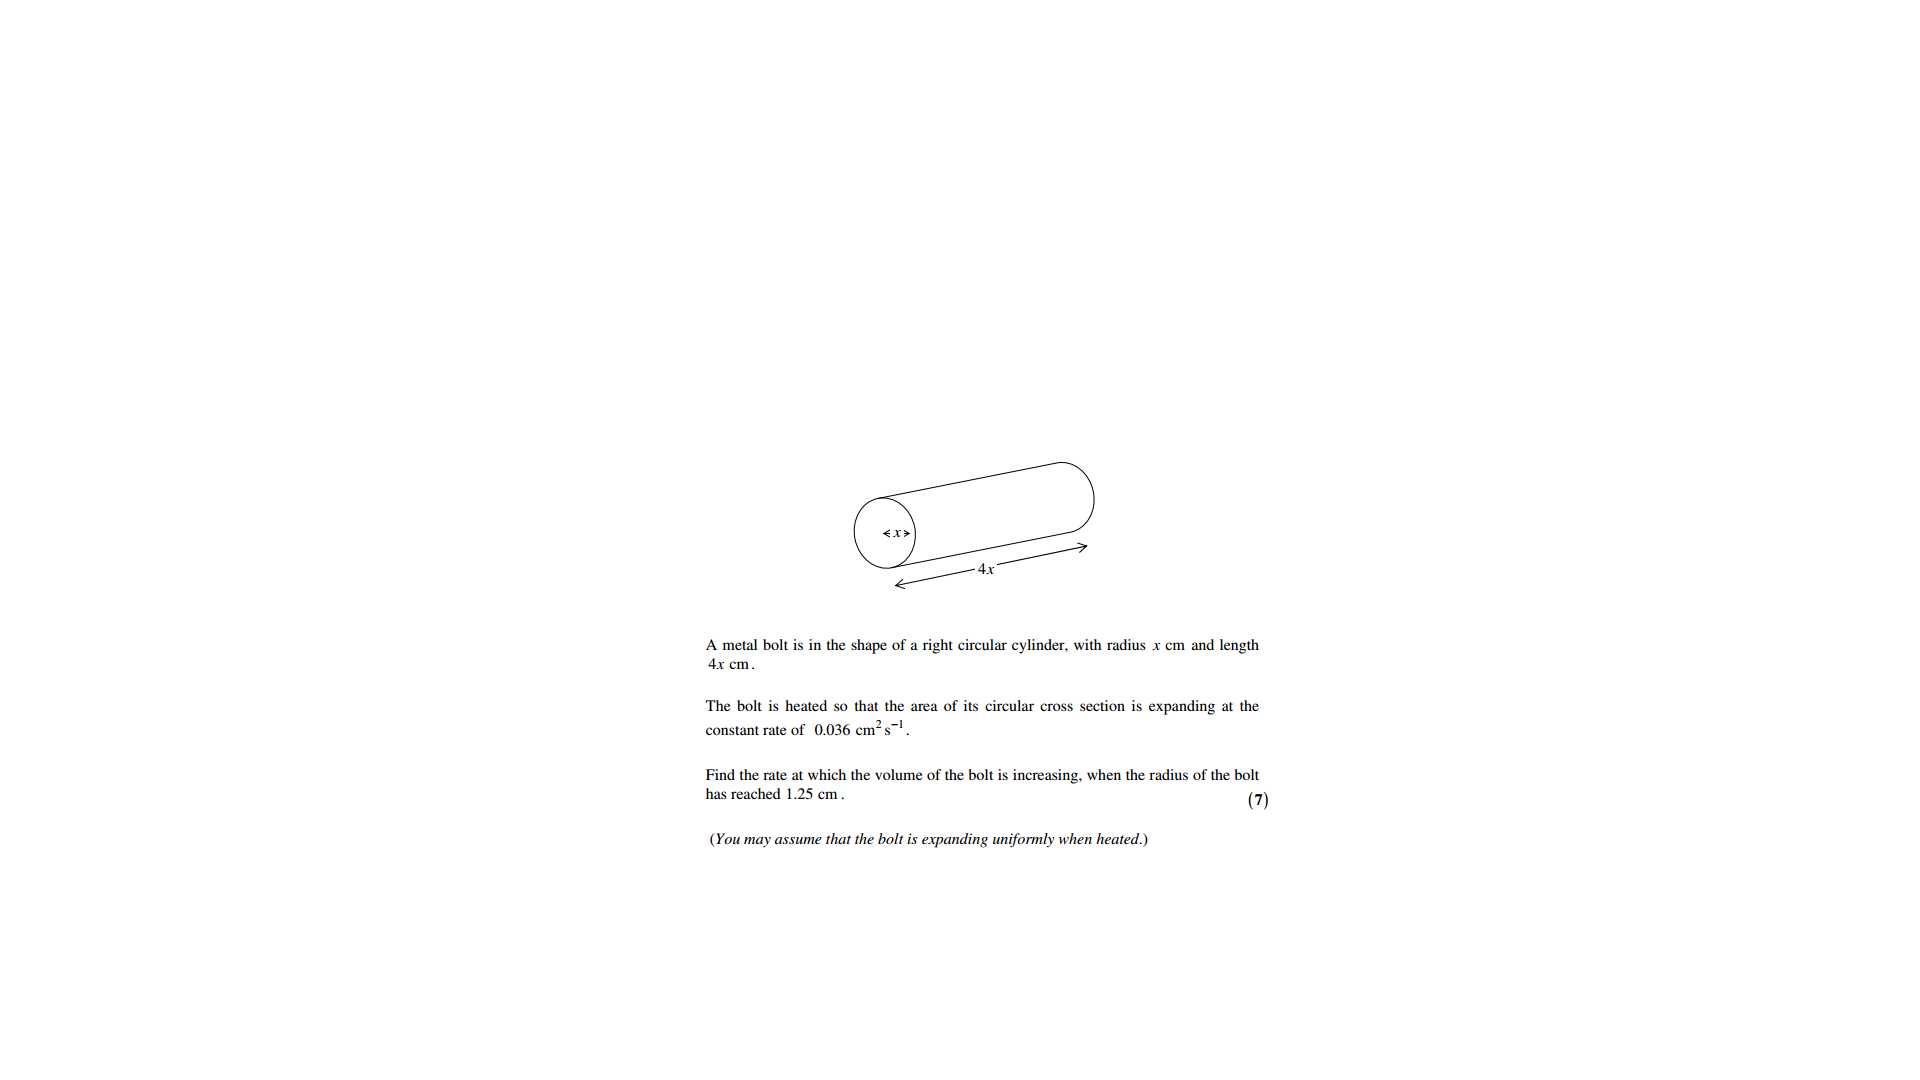 x
4x
A metal bolt is in the shape of a right circular cylinder, with radius x cm and length
4x cm.
The bolt is heated so that the area of its circular cross section is expanding at the
constant rate of 0.036 cm² s⁻¹.
Find the rate at which the volume of the bolt is increasing, when the radius of the bolt
has reached 1.25 cm.
(7)
(You may assume that the bolt is expanding uniformly when heated.)